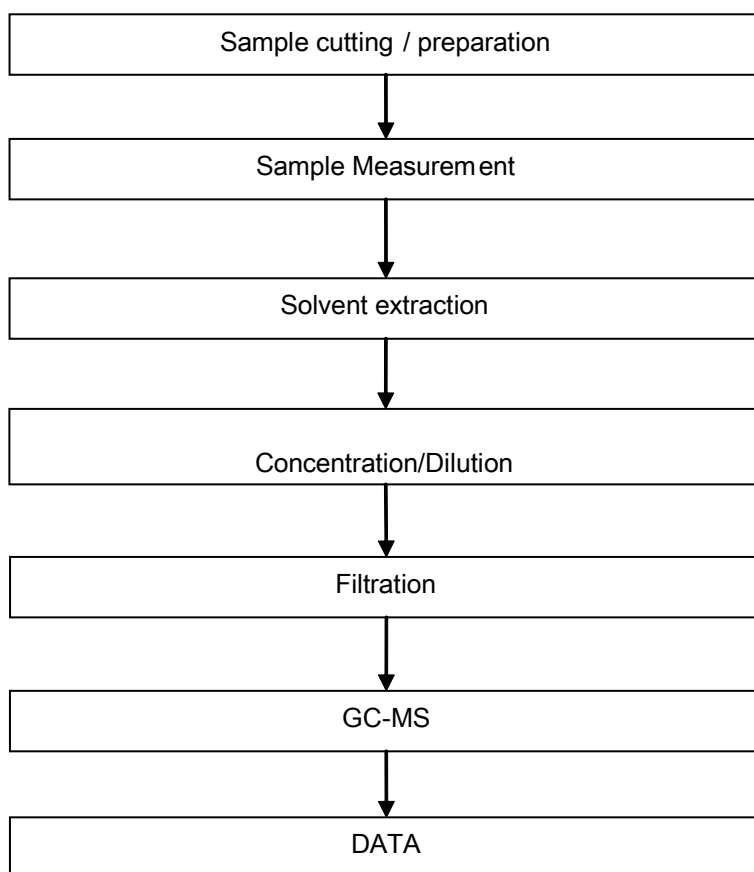 Sample cutting / preparation
Sample Measurement
Solvent extraction
Concentration/Dilution
Filtration
GC-MS
DATA